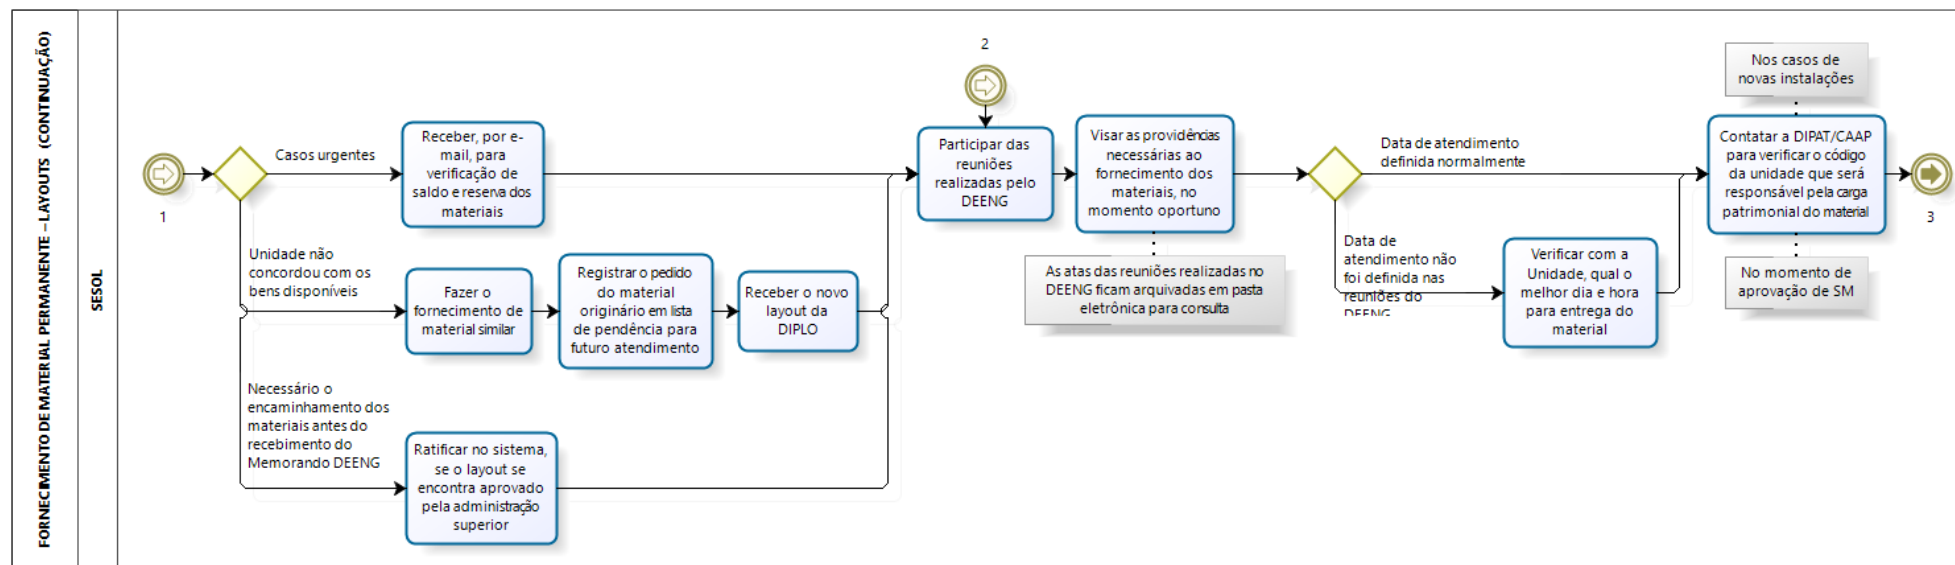 FORNECIMENTO DE MATERIAL PERMANENTE – LAYOUTS (CONTINUAÇÃO)
SESOL
1
Casos urgentes
Receber, por e-
mail, para
verificação de
saldo e reserva dos
materiais
Unidade não
concordou com os
bens disponíveis
Fazer o
fornecimento de
material similar
Registrar o pedido
do material
originário em lista
de pendência para
futuro atendimento
Receber o novo
layout da
DIPLO
Necessário o
encaminhamento dos
materiais antes do
recebimento do
Memorando DEENG
Ratificar no sistema,
se o layout se
encontra aprovado
pela administração
superior
2
Participar das
reuniões
realizadas pelo
DEENG
Visar as providências
necessárias ao
fornecimento dos
materiais, no
momento oportuno
As atas das reuniões realizadas no
DEENG ficam arquivadas em pasta
eletrônica para consulta
Data de atendimento
definida normalmente
Data de
atendimento não
foi definida nas
reuniões do
DEENG
Verificar com a
Unidade, qual o
melhor dia e hora
para entrega do
material
Nos casos de
novas instalações
Contatar a DIPAT/CAAP
para verificar o código
da unidade que será
responsável pela carga
patrimonial do material
No momento de
aprovação de SM
3